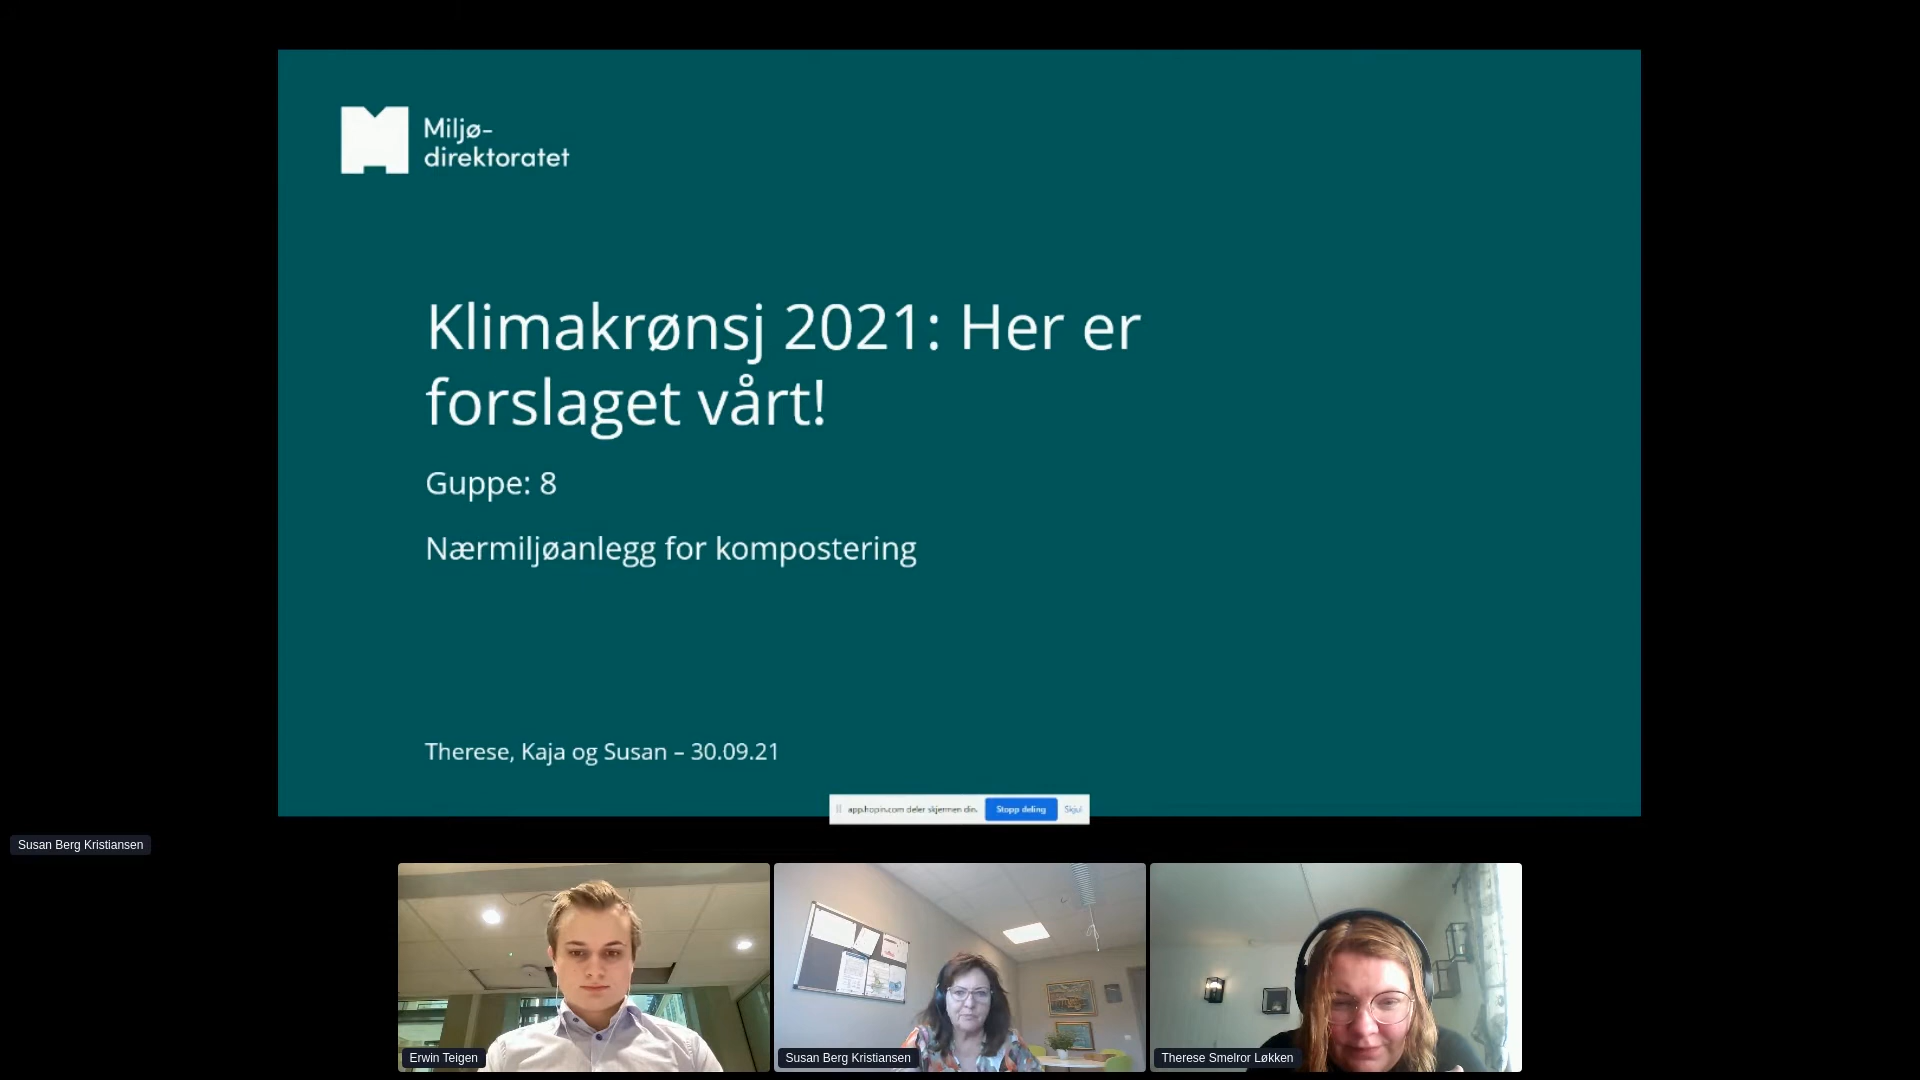 Miljø-
direktoratet
Klimakrønsj 2021: Her er
forslaget vårt!
Guppe: 8
Nærmiljøanlegg for kompostering
Therese, Kaja og Susan – 30.09.21
app.hopin.com deler skjermen din. Stopp deling Skjul
Susan Berg Kristiansen
Erwin Teigen
Susan Berg Kristiansen
Therese Smelror Løkken